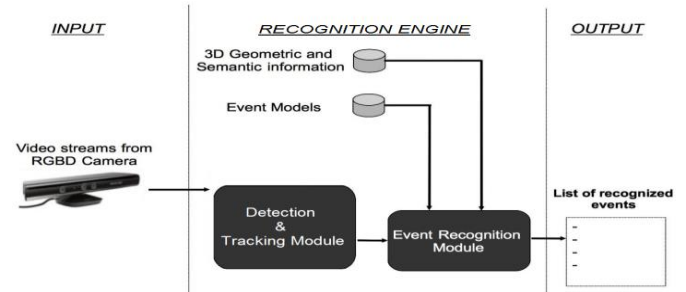 INPUT
RECOGNITION ENGINE
OUTPUT
3D Geometric and
Semantic information
Event Models
Video streams from
RGBD Camera
Detection
&
Tracking Module
Event Recognition
Module
List of recognized
events
-
-
-
-